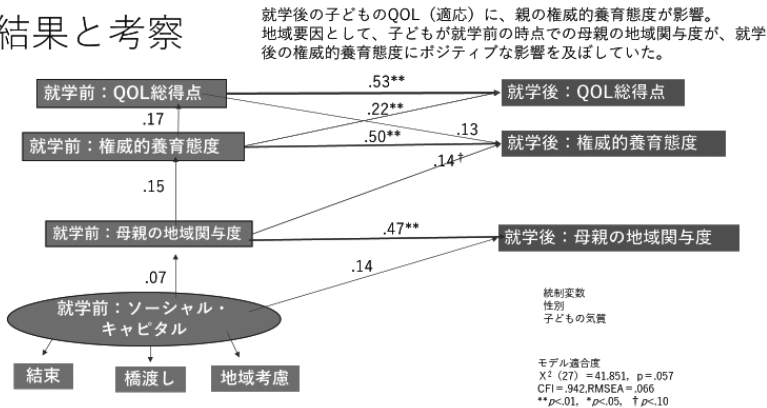 結果と考察
就学後の子どものQOL（適応）に、親の権威的養育態度が影響。
地域要因として、子どもが就学前の時点での母親の地域関与度が、就学
後の権威的養育態度にポジティブな影響を及ぼしていた。
就学前：QOL総得点
.53**
就学後：QOL総得点
.17
.22**
.13
就学前：権威的養育態度
.50**
就学後：権威的養育態度
.14†
.15
就学前：母親の地域関与度
.47**
就学後：母親の地域関与度
.07
.14
就学前：ソーシャル・
キャピタル
結束
橋渡し
地域考慮
統制変数
性別
子どもの気質
モデル適合度
Χ²（27）＝41.851，p＝.057
CFI＝.942,RMSEA＝.066
**p<.01，*p<.05，†p<.10